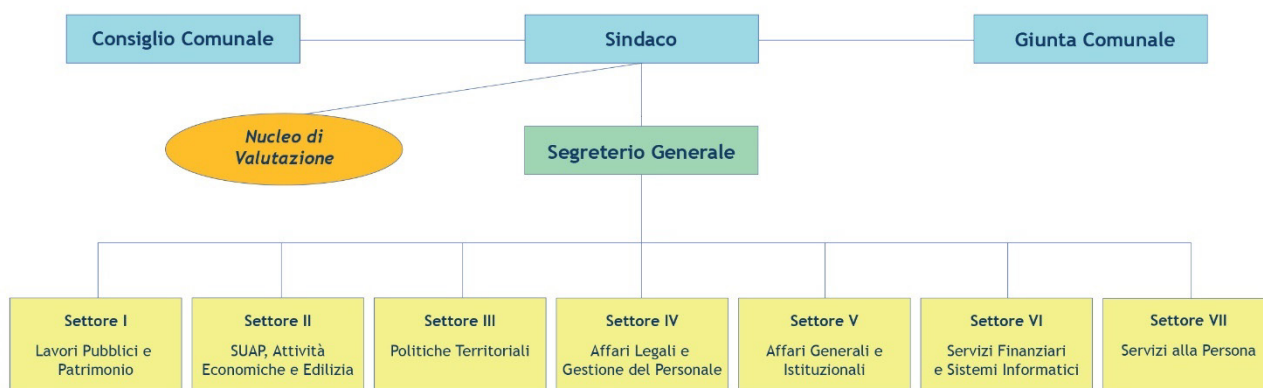 Consiglio Comunale
Sindaco
Giunta Comunale
Nucleo di
Valutazione
Segreterio Generale
Settore I
Lavori Pubblici e
Patrimonio
Settore II
SUAP, Attività
Economiche e Edilizia
Settore III
Politiche Territoriali
Settore IV
Affari Legali e
Gestione del Personale
Settore V
Affari Generali e
Istituzionali
Settore VI
Servizi Finanziari
e Sistemi Informatici
Settore VII
Servizi alla Persona